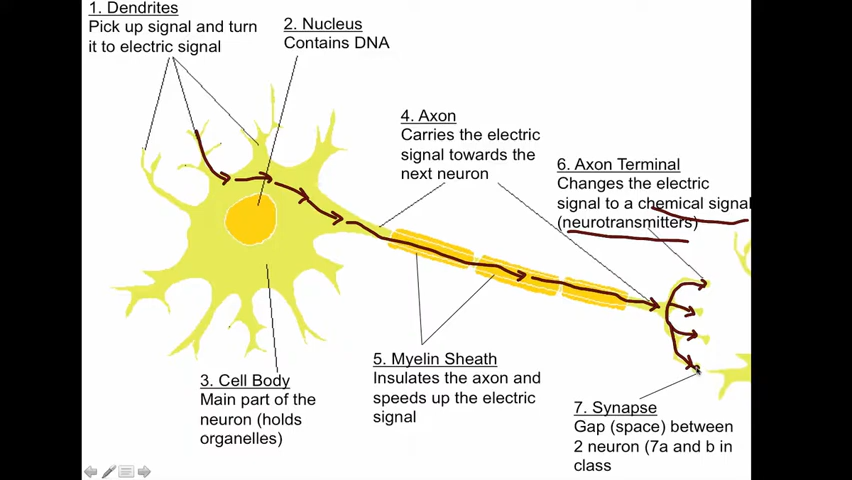 1. Dendrites
Pick up signal and turn
it to electric signal
2. Nucleus
Contains DNA
4. Axon
Carries the electric
signal towards the
next neuron
6. Axon Terminal
Changes the electric
signal to a chemical signal
(neurotransmitters)
5. Myelin Sheath
Insulates the axon and
speeds up the electric
signal
3. Cell Body
Main part of the
neuron (holds
organelles)
7. Synapse
Gap (space) between
2 neuron (7a and b in
class